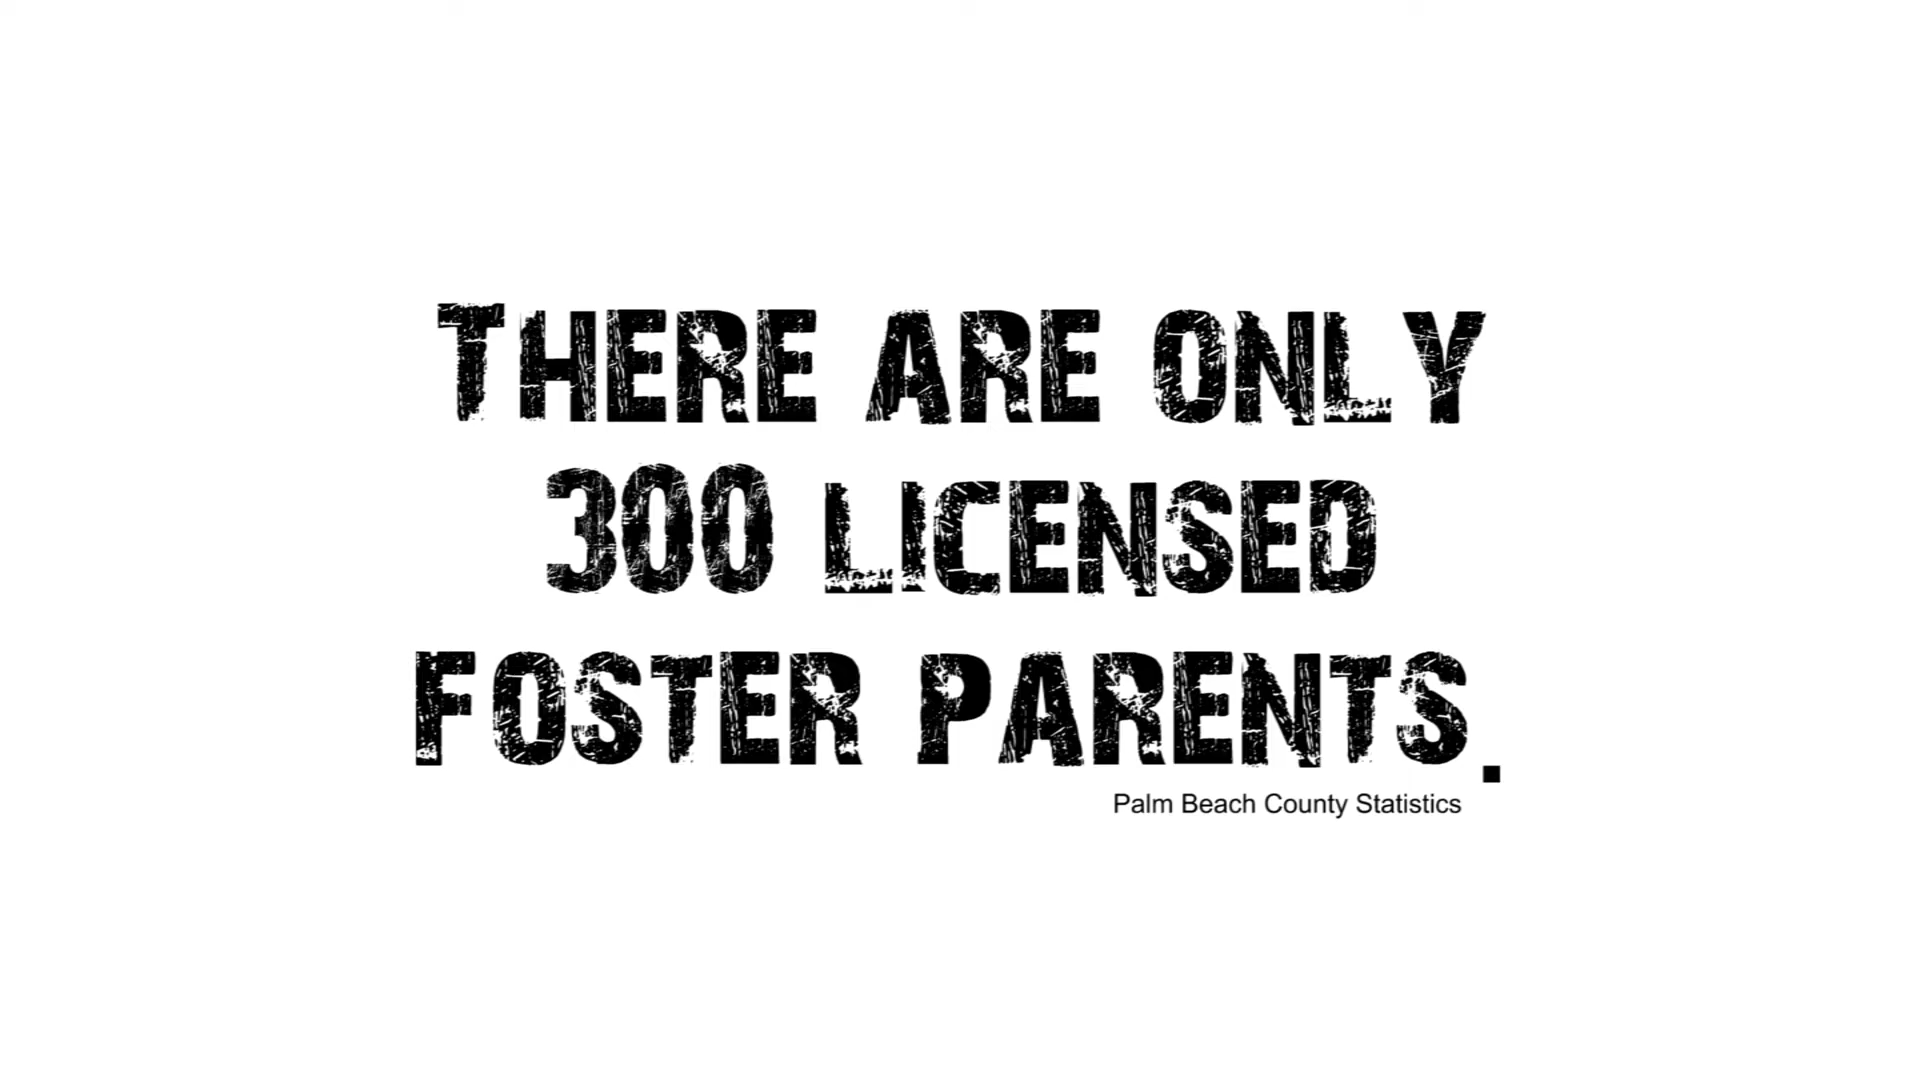 There are only
300 licensed
foster parents.
Palm Beach County Statistics